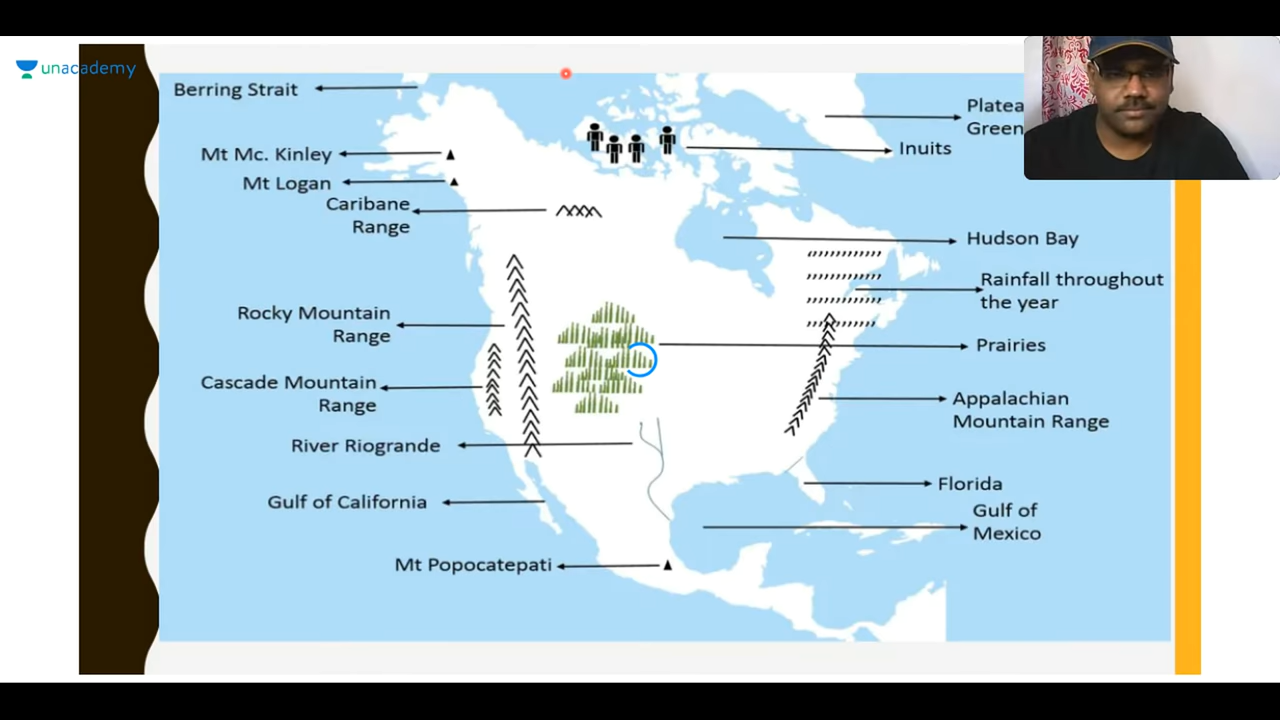 unacademy
Berring Strait
Mt Mc. Kinley
Mt Logan
Caribane
Range
Rocky Mountain
Range
Cascade Mountain
Range
River Riogrande
Gulf of California
Mt Popocatepati
Inuits
Hudson Bay
Rainfall throughout
the year
Prairies
Appalachian
Mountain Range
Florida
Gulf of
Mexico